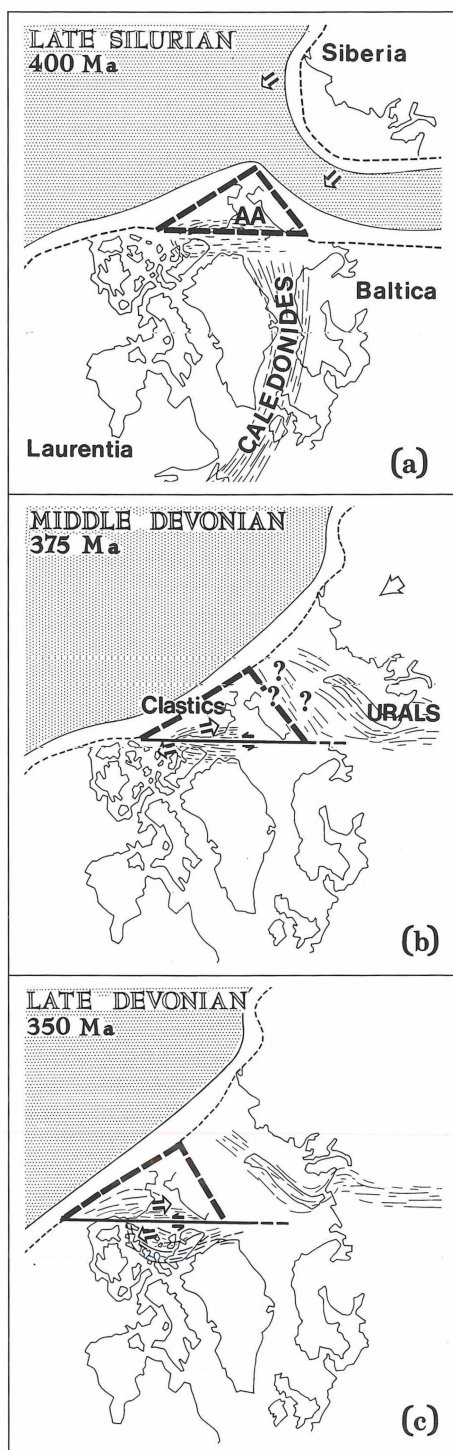 LATE SILURIAN
400 Ma
Siberia
AA
Baltica
CALEDONIDES
Laurentia
(a)
MIDDLE DEVONIAN
375 Ma
?
? ?
Clastics
URALS
(b)
LATE DEVONIAN
350 Ma
(c)